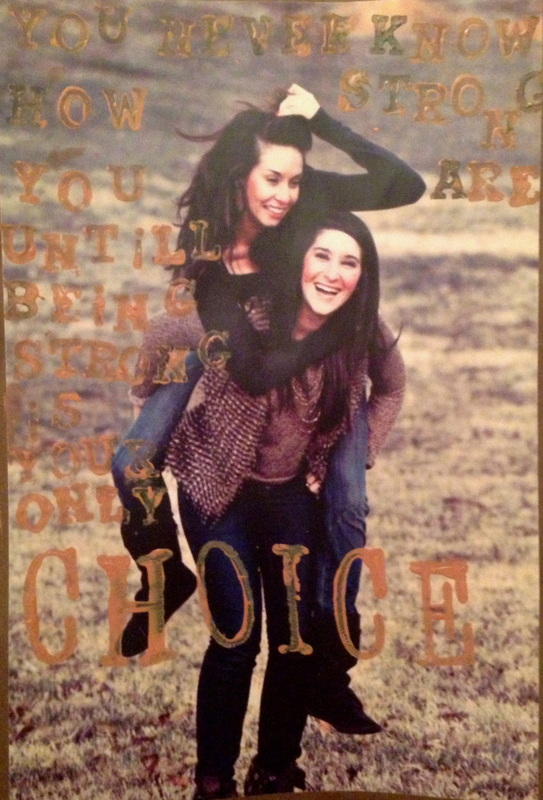 YOU NEVER KNOW
HOW STRONG
YOU ARE
UNTiLL
BEiNG
STRONG
iS
YOUR
ONLY
CHOICE